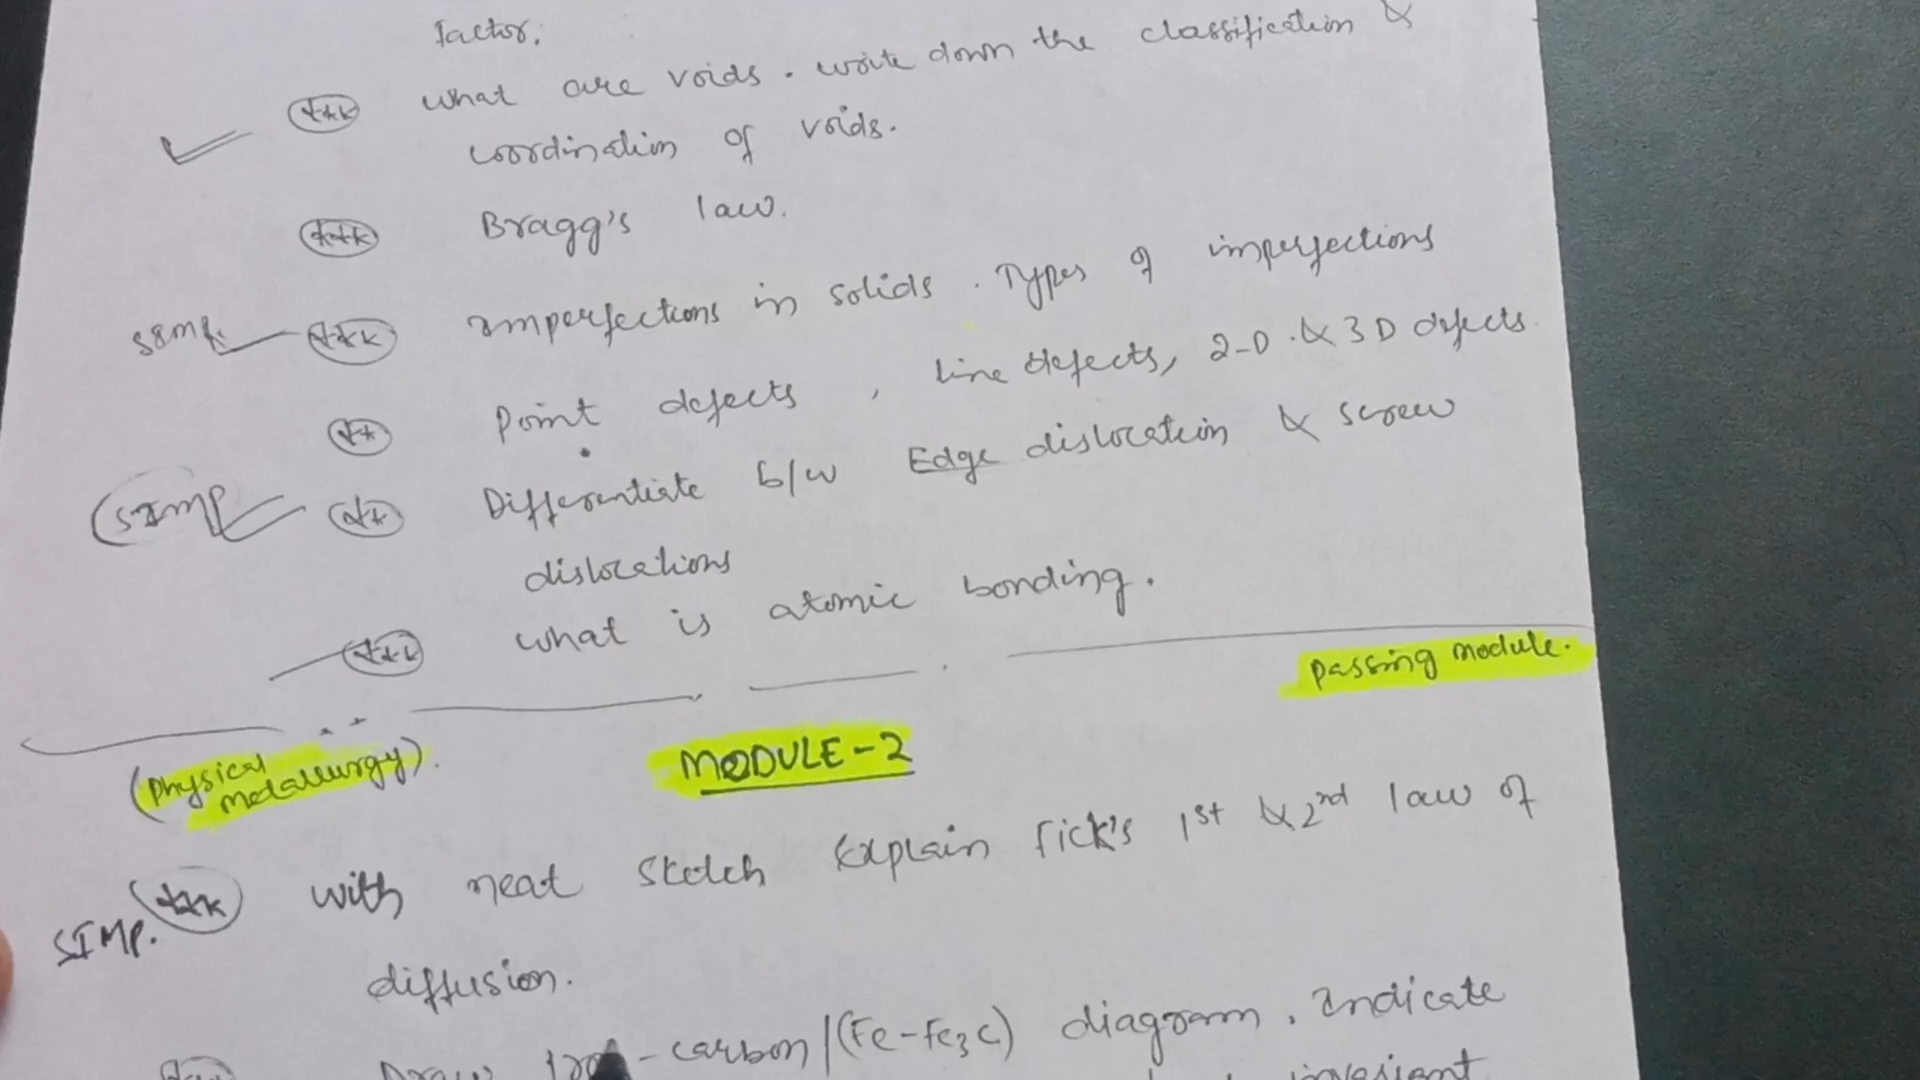 factor.
*** what are voids. write down the classification &
coordination of voids.
*** Bragg's law.
SIMP. *** Imperfections in solids. Types of imperfections
** Point defects, line defects, 2-D & 3D defects
SIMP ** Differentiate b/w Edge dislocation & screw
dislocations
*** what is atomic bonding.
passing module.
(physical metallurgy). MODULE-2
SIMP. *** with neat sketch explain Fick's 1st & 2nd law of
diffusion.
Draw -carbon/(Fe-Fe3C) diagram. Indicate
invariant